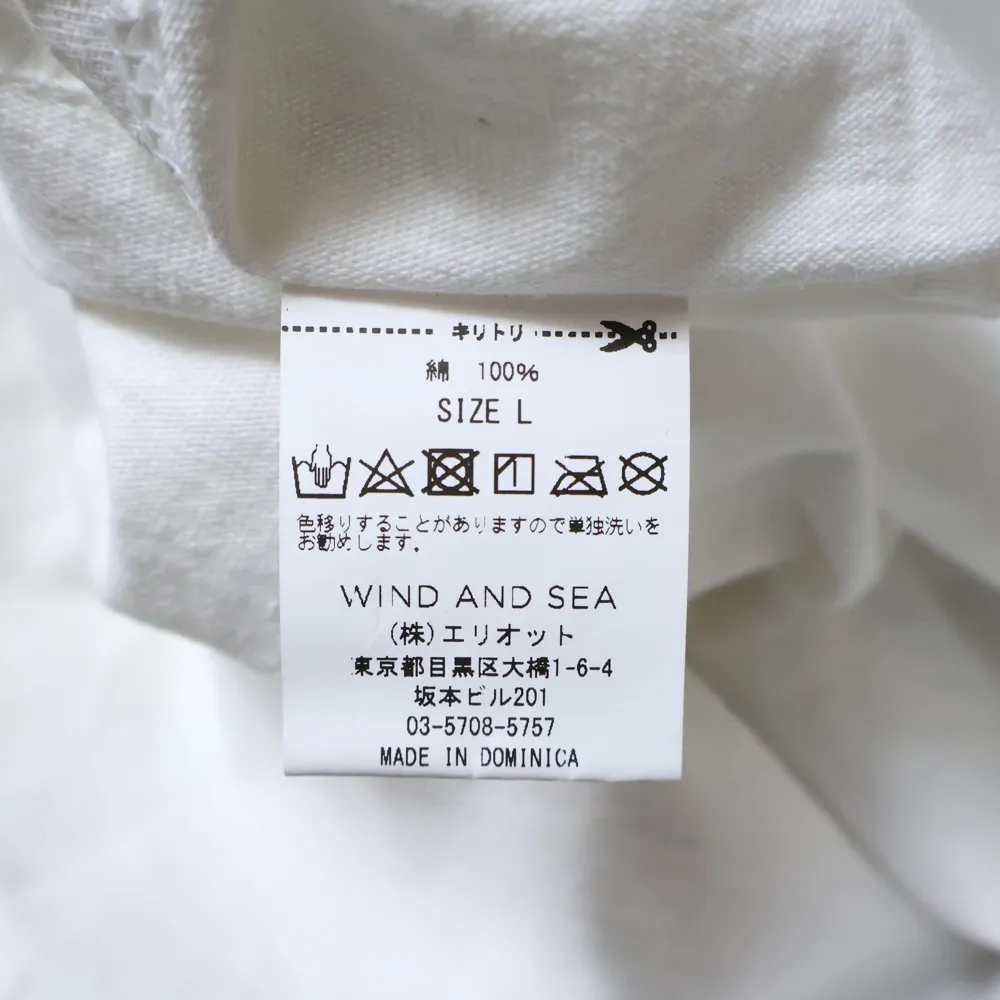 キリトリ
綿 100%
SIZE L
色移りすることがありますので単独洗いを
お勧めします。
WIND AND SEA
(株)エリオット
東京都目黒区大橋1-6-4
坂本ビル201
03-5708-5757
MADE IN DOMINICA